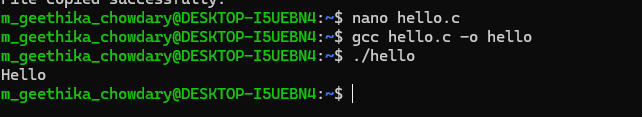 File copied successfully.
m_geethika_chowdary@DESKTOP-I5UEBN4:~$ nano hello.c
m_geethika_chowdary@DESKTOP-I5UEBN4:~$ gcc hello.c -o hello
m_geethika_chowdary@DESKTOP-I5UEBN4:~$ ./hello
Hello
m_geethika_chowdary@DESKTOP-I5UEBN4:~$